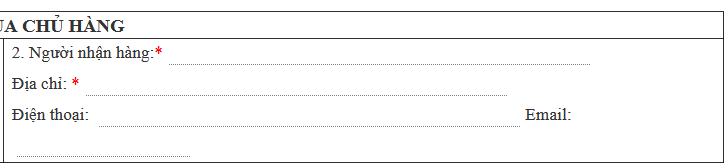 CHỦ HÀNG
2. Người nhận hàng:*
Địa chỉ: *
Điện thoại: Email: